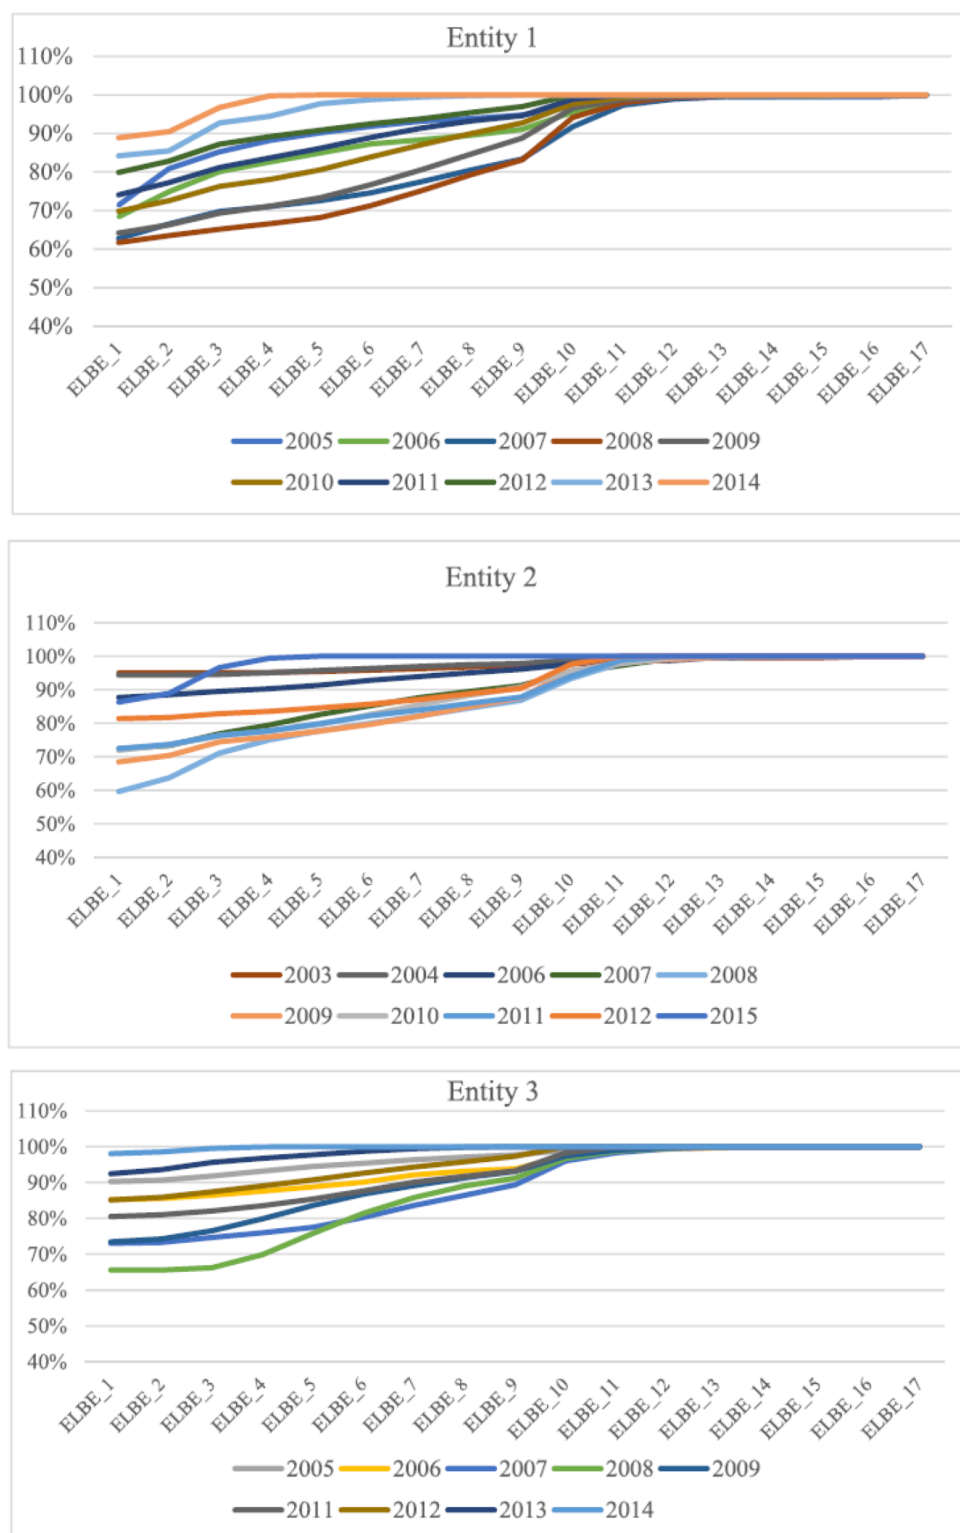 Entity 1
110%
100%
90%
80%
70%
60%
50%
40%
ELBE_1 ELBE_2 ELBE_3 ELBE_4 ELBE_5 ELBE_6 ELBE_7 ELBE_8 ELBE_9 ELBE_10 ELBE_11 ELBE_12 ELBE_13 ELBE_14 ELBE_15 ELBE_16 ELBE_17
2005 2006 2007 2008 2009
2010 2011 2012 2013 2014
Entity 2
110%
100%
90%
80%
70%
60%
50%
40%
ELBE_1 ELBE_2 ELBE_3 ELBE_4 ELBE_5 ELBE_6 ELBE_7 ELBE_8 ELBE_9 ELBE_10 ELBE_11 ELBE_12 ELBE_13 ELBE_14 ELBE_15 ELBE_16 ELBE_17
2003 2004 2006 2007 2008
2009 2010 2011 2012 2015
Entity 3
110%
100%
90%
80%
70%
60%
50%
40%
ELBE_1 ELBE_2 ELBE_3 ELBE_4 ELBE_5 ELBE_6 ELBE_7 ELBE_8 ELBE_9 ELBE_10 ELBE_11 ELBE_12 ELBE_13 ELBE_14 ELBE_15 ELBE_16 ELBE_17
2005 2006 2007 2008 2009
2011 2012 2013 2014